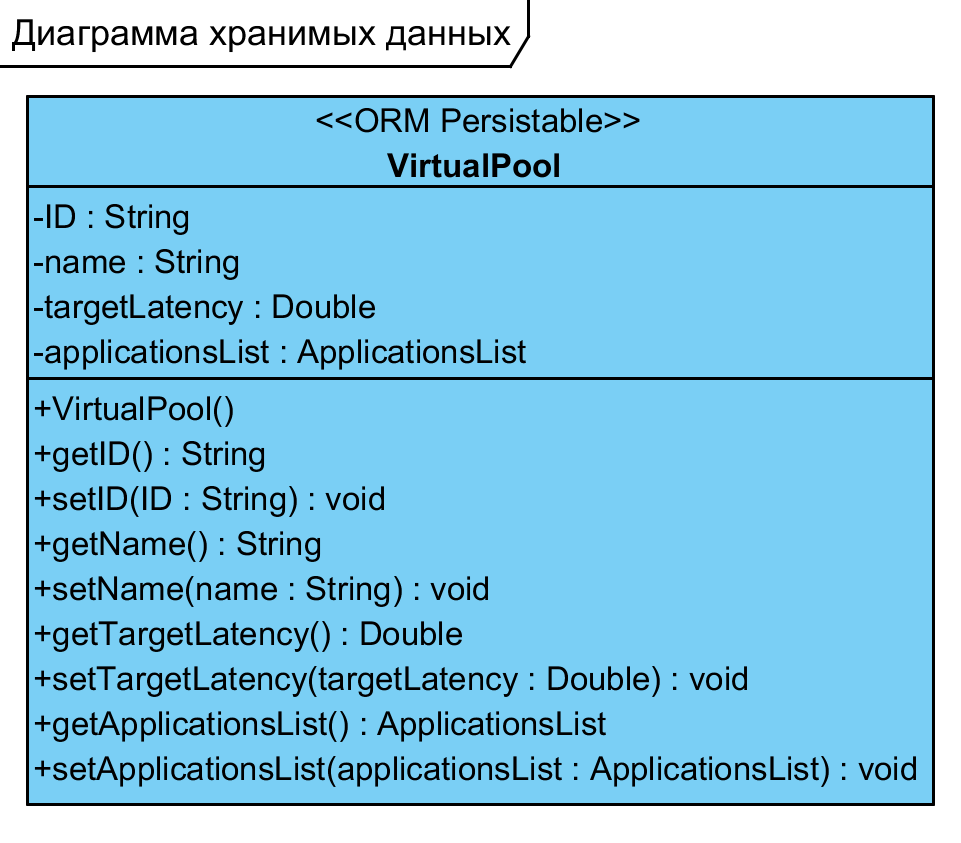 Диаграмма хранимых данных
<<ORM Persistable>>
VirtualPool
-ID : String
-name : String
-targetLatency : Double
-applicationsList : ApplicationsList
+VirtualPool()
+getID() : String
+setID(ID : String) : void
+getName() : String
+setName(name : String) : void
+getTargetLatency() : Double
+setTargetLatency(targetLatency : Double) : void
+getApplicationsList() : ApplicationsList
+setApplicationsList(applicationsList : ApplicationsList) : void